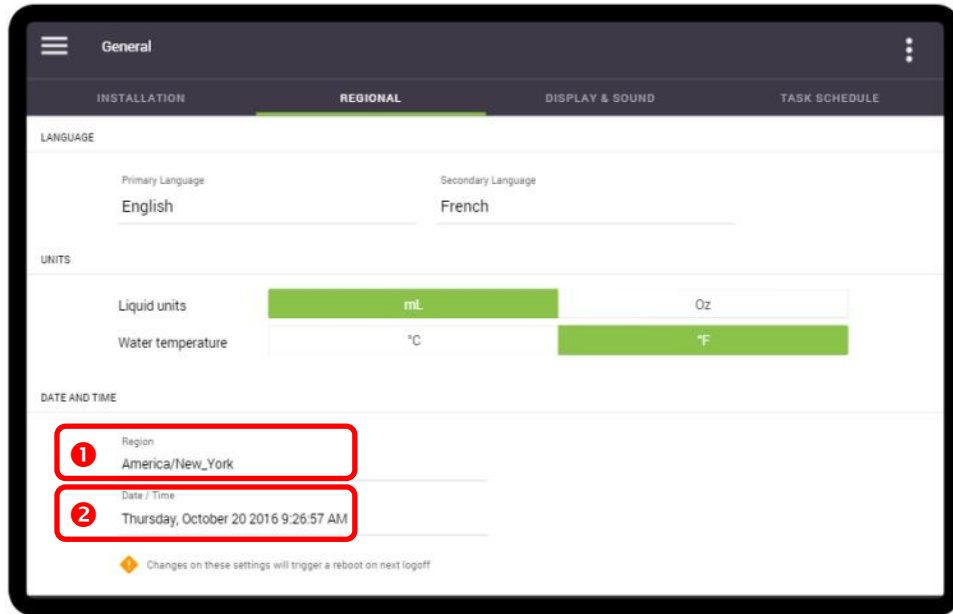 General
INSTALLATION REGIONAL DISPLAY & SOUND TASK SCHEDULE
LANGUAGE
Primary Language Secondary Language
English French
UNITS
Liquid units mL Oz
Water temperature °C °F
DATE AND TIME
1 Region
America/New_York
2 Date / Time
Thursday, October 20 2016 9:26:57 AM
Changes on these settings will trigger a reboot on next logoff